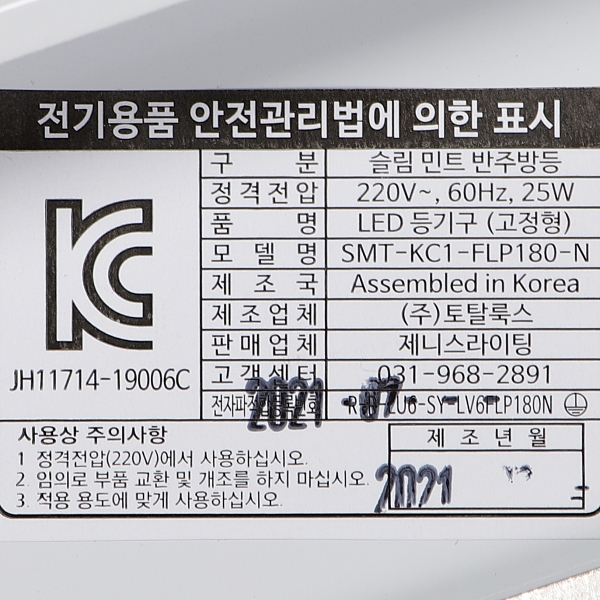 전기용품 안전관리법에 의한 표시
구 분 슬림 민트 반주방등
정격전압 220V~, 60Hz, 25W
품 명 LED 등기구 (고정형)
모 델 명 SMT-KC1-FLP180-N
제 조 국 Assembled in Korea
제조업체 (주)토탈룩스
판매업체 제니스라이팅
고객센터 031-968-2891
-LU6-SY-LV6FLP180N
2021 -07
JH11714-19006C
사용상 주의사항
1 정격전압(220V)에서 사용하십시오.
2. 임의로 부품 교환 및 개조를 하지 마십시오.
3. 적용 용도에 맞게 사용하십시오.
제 조 년 월
2021